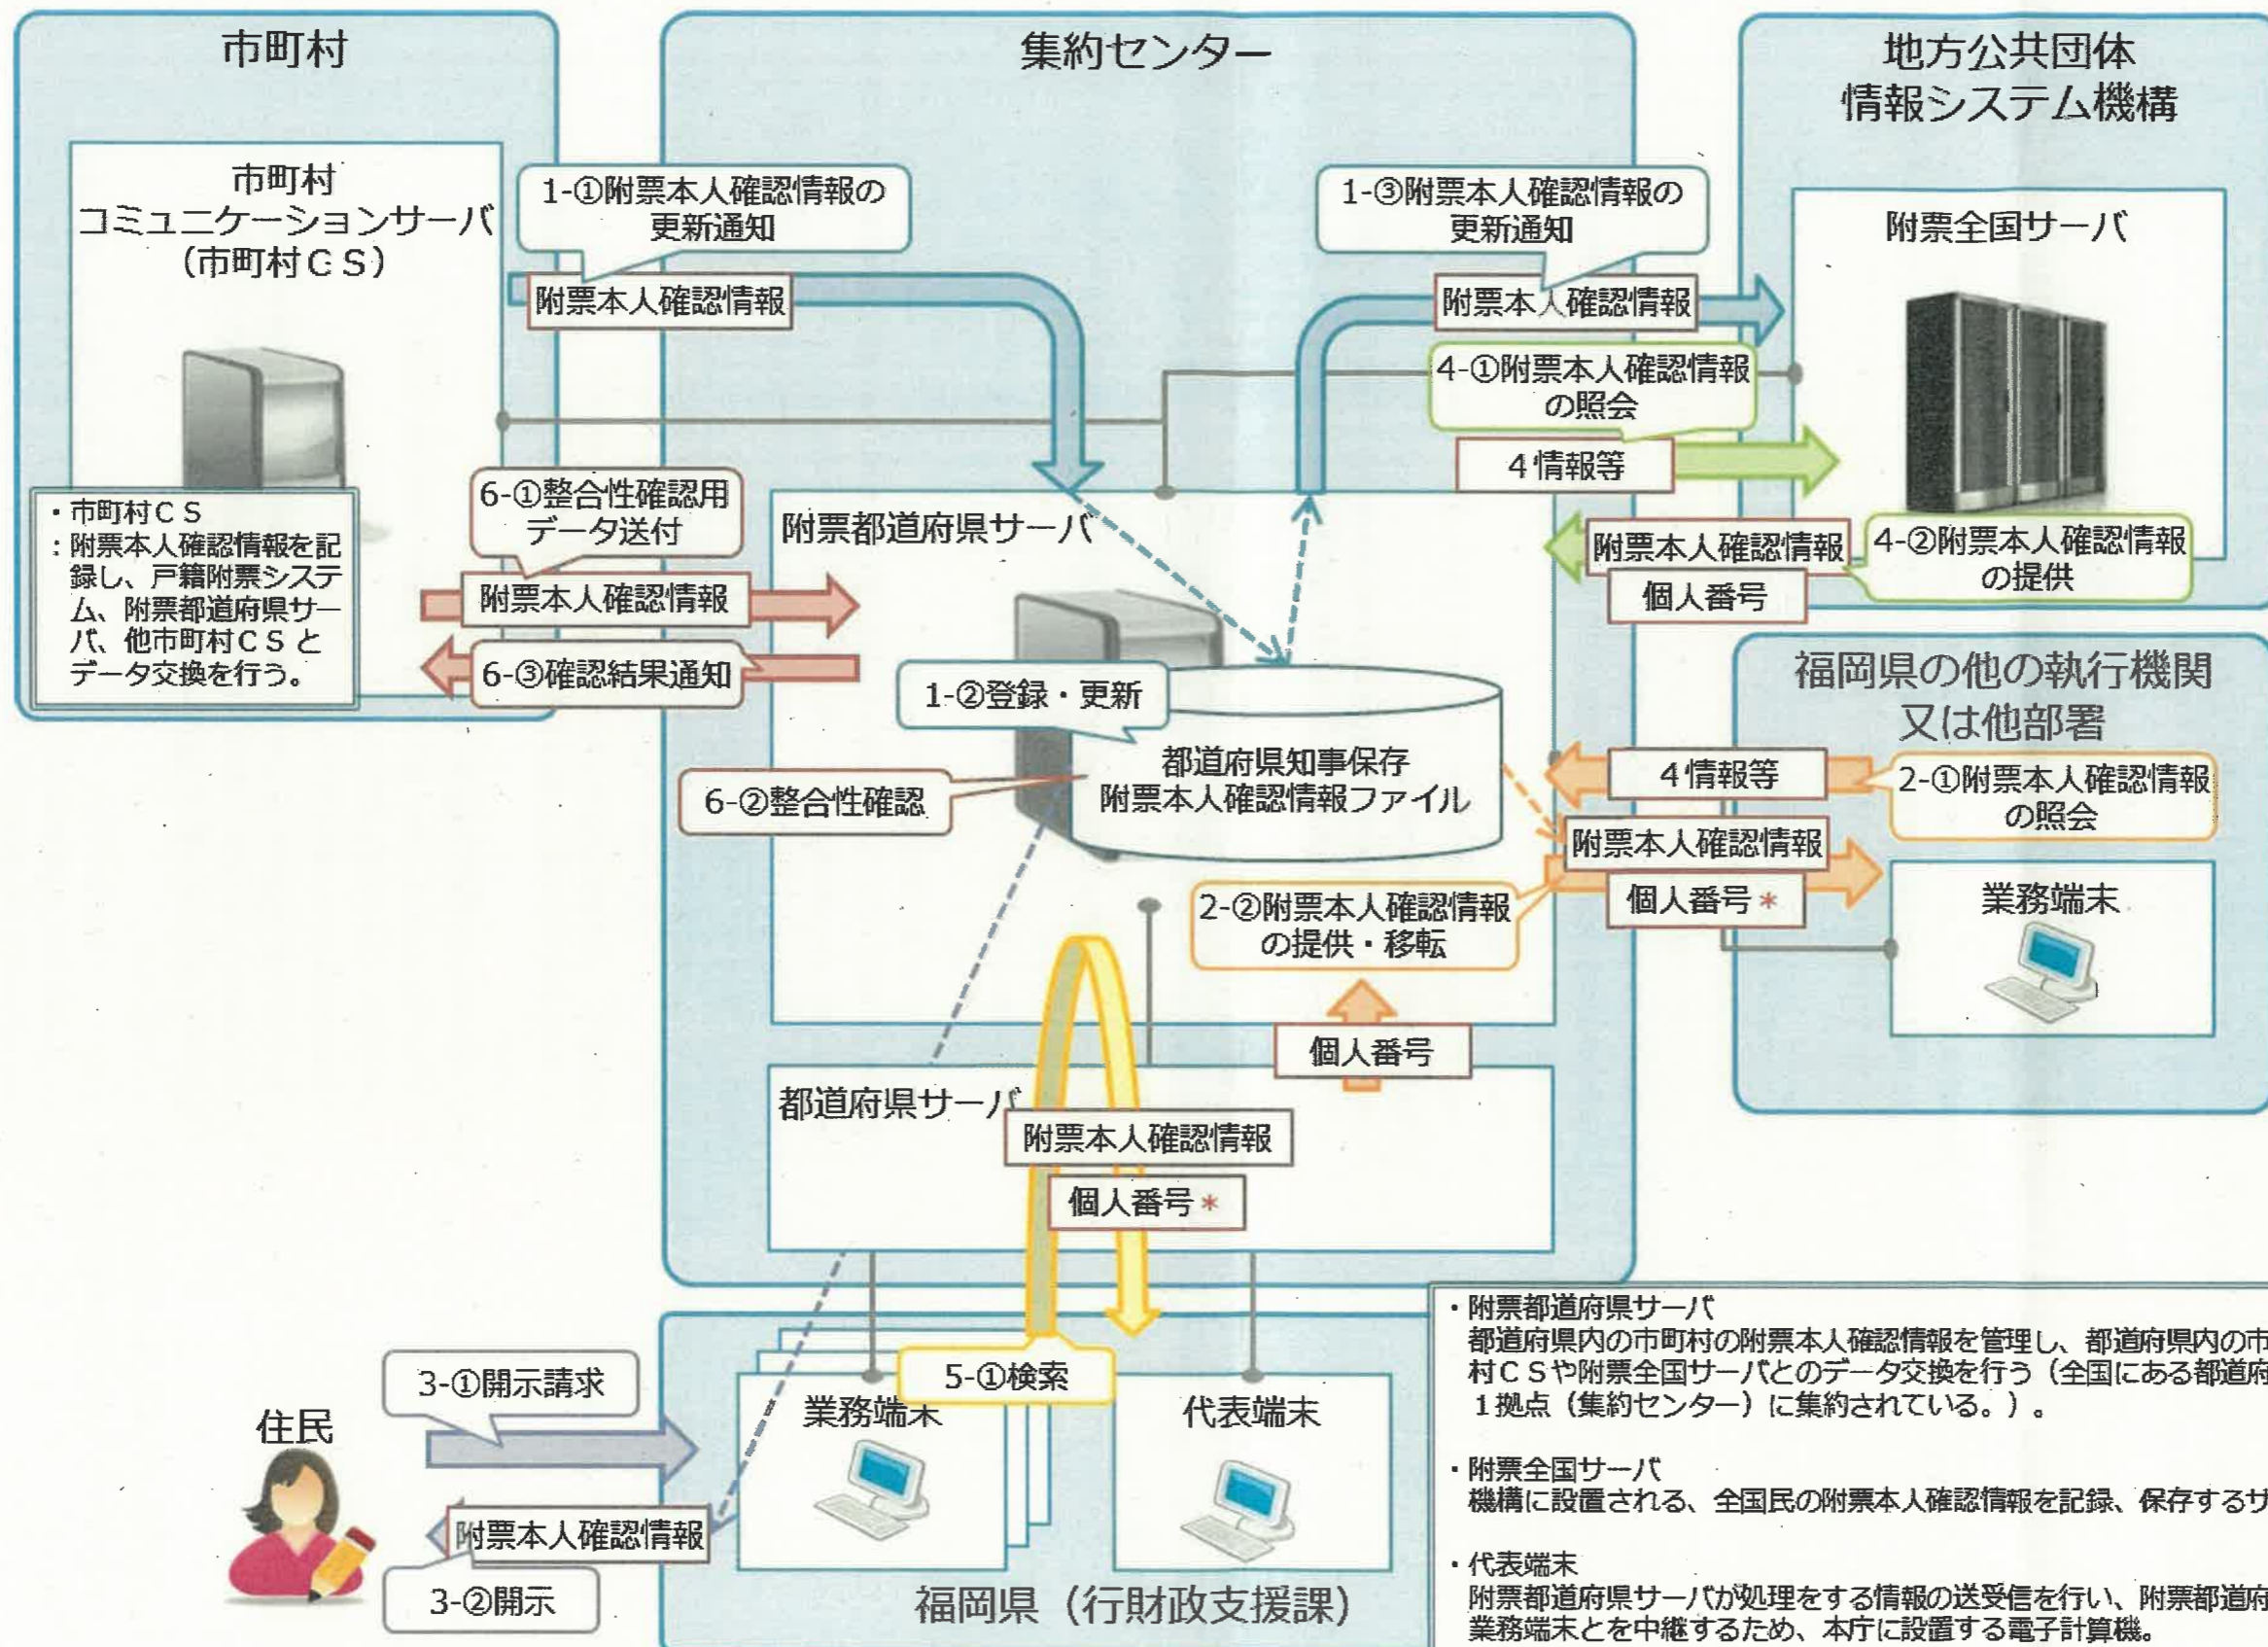 市町村
集約センター
地方公共団体
情報システム機構
市町村
コミュニケーションサーバ
（市町村ＣＳ）
1-①附票本人確認情報の
更新通知
附票本人確認情報
1-③附票本人確認情報の
更新通知
附票本人確認情報
附票全国サーバ
4-①附票本人確認情報
の照会
４情報等
附票本人確認情報
個人番号
4-②附票本人確認情報
の提供
・市町村ＣＳ
：附票本人確認情報を記
録し、戸籍附票システ
ム、附票都道府県サー
バ、他市町村ＣＳと
データ交換を行う。
6-①整合性確認用
データ送付
附票本人確認情報
6-③確認結果通知
附票都道府県サーバ
1-②登録・更新
都道府県知事保存
附票本人確認情報ファイル
6-②整合性確認
福岡県の他の執行機関
又は他部署
４情報等
2-①附票本人確認情報
の照会
附票本人確認情報
個人番号＊
2-②附票本人確認情報
の提供・移転
業務端末
個人番号
都道府県サーバ
附票本人確認情報
個人番号＊
5-①検索
業務端末
代表端末
福岡県（行財政支援課）
住民
3-①開示請求
附票本人確認情報
3-②開示
・附票都道府県サーバ
都道府県内の市町村の附票本人確認情報を管理し、都道府県内の市
村ＣＳや附票全国サーバとのデータ交換を行う（全国にある都道府
１拠点（集約センター）に集約されている。）。
・附票全国サーバ
機構に設置される、全国民の附票本人確認情報を記録、保存するサ
・代表端末
附票都道府県サーバが処理をする情報の送受信を行い、附票都道府
業務端末とを中継するため、本庁に設置する電子計算機。